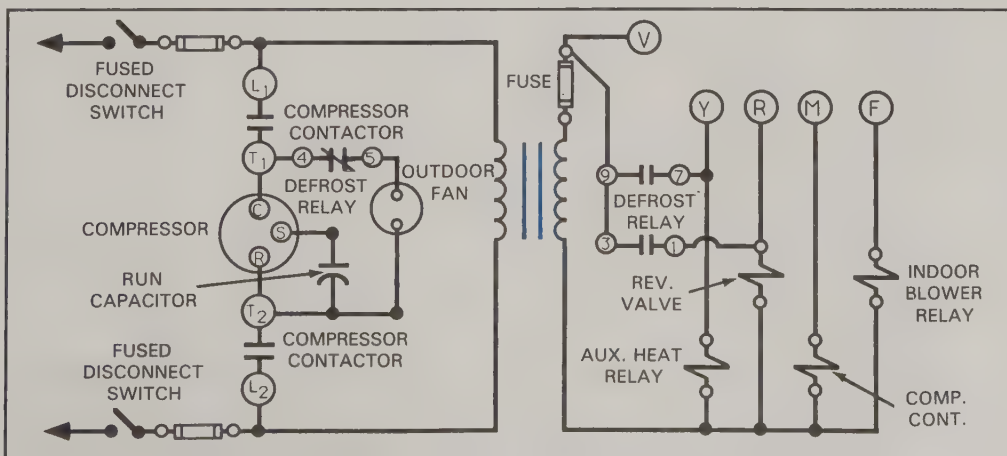 FUSED
DISCONNECT
SWITCH
L1
COMPRESSOR
CONTACTOR
T1
4
5
DEFROST
RELAY
OUTDOOR
FAN
COMPRESSOR
C
S
R
RUN
CAPACITOR
T2
COMPRESSOR
CONTACTOR
FUSED
DISCONNECT
SWITCH
L2
V
FUSE
Y
R
M
F
9
7
DEFROST
RELAY
3
1
REV.
VALVE
INDOOR
BLOWER
RELAY
AUX. HEAT
RELAY
COMP.
CONT.